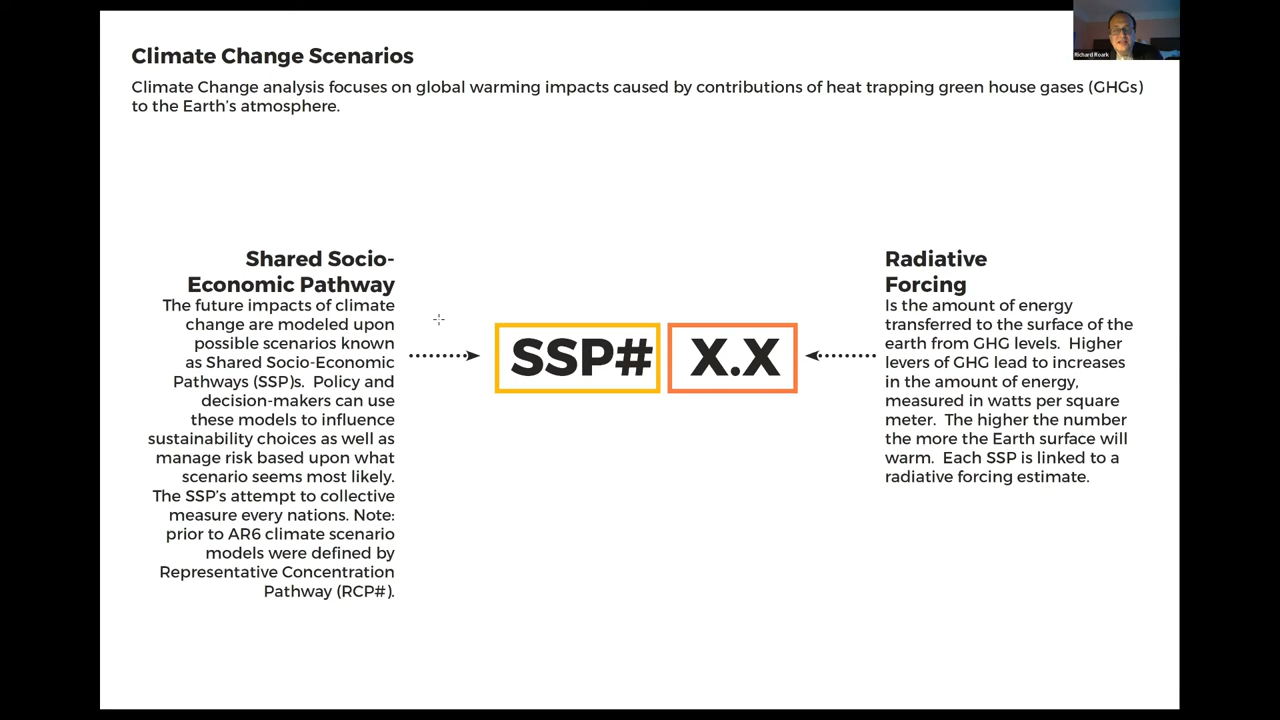 Climate Change Scenarios
Climate Change analysis focuses on global warming impacts caused by contributions of heat trapping green house gases (GHGs)
to the Earth's atmosphere.
Richard Roark
Shared Socio-
Economic Pathway
The future impacts of climate
change are modeled upon
possible scenarios known
as Shared Socio-Economic
Pathways (SSP)s.  Policy and
decision-makers can use
these models to influence
sustainability choices as well as
manage risk based upon what
scenario seems most likely.
The SSP's attempt to collective
measure every nations. Note:
prior to AR6 climate scenario
models were defined by
Representative Concentration
Pathway (RCP#).
SSP# X.X
Radiative
Forcing
Is the amount of energy
transferred to the surface of the
earth from GHG levels.  Higher
levers of GHG lead to increases
in the amount of energy,
measured in watts per square
meter.  The higher the number
the more the Earth surface will
warm.  Each SSP is linked to a
radiative forcing estimate.